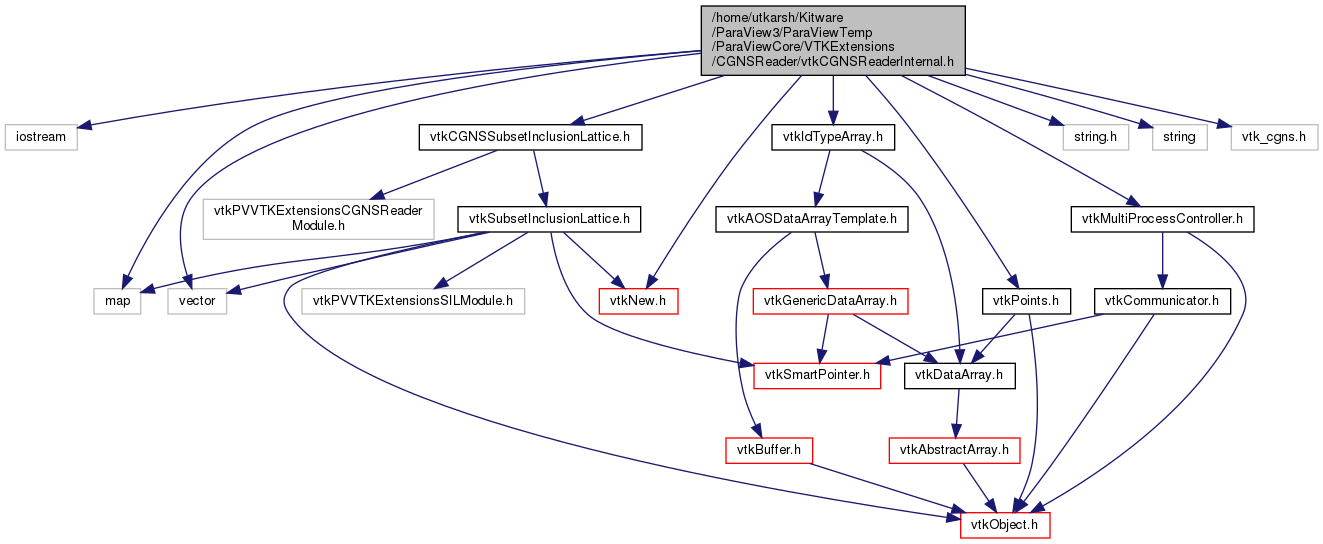 /home/utkarsh/Kitware
/ParaView3/ParaViewTemp
/ParaViewCore/VTKExtensions
/CGNSReader/vtkCGNSReaderInternal.h
iostream
vtkCGNSSubsetInclusionLattice.h
vtkIdTypeArray.h
string.h
string
vtk_cgns.h
vtkPVVTKExtensionsCGNSReader
Module.h
vtkSubsetInclusionLattice.h
vtkAOSDataArrayTemplate.h
vtkMultiProcessController.h
map
vector
vtkPVVTKExtensionsSILModule.h
vtkNew.h
vtkGenericDataArray.h
vtkPoints.h
vtkCommunicator.h
vtkSmartPointer.h
vtkDataArray.h
vtkBuffer.h
vtkAbstractArray.h
vtkObject.h